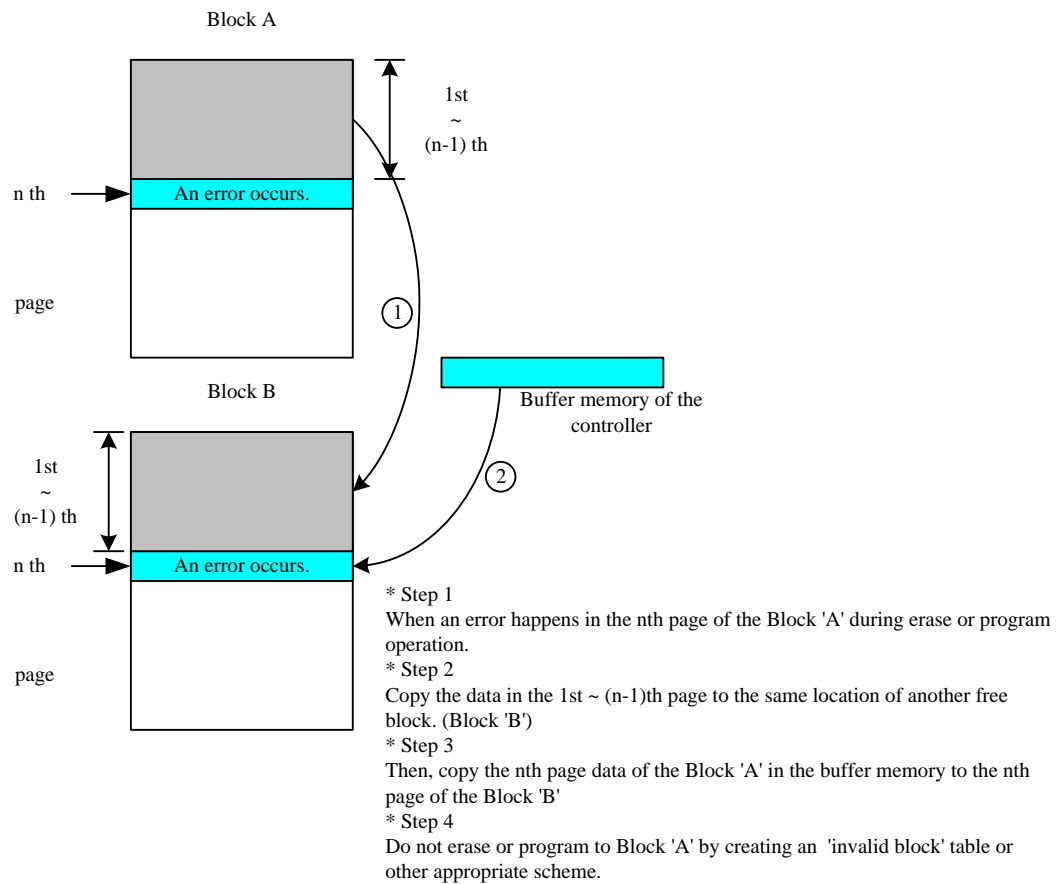 Block A
1st
~
(n-1) th
n th
An error occurs.
page
1
Block B
Buffer memory of the
controller
1st
~
(n-1) th
2
n th
An error occurs.
page
* Step 1
When an error happens in the nth page of the Block 'A' during erase or program
operation.
* Step 2
Copy the data in the 1st ~ (n-1)th page to the same location of another free
block. (Block 'B')
* Step 3
Then, copy the nth page data of the Block 'A' in the buffer memory to the nth
page of the Block 'B'
* Step 4
Do not erase or program to Block 'A' by creating an 'invalid block' table or
other appropriate scheme.